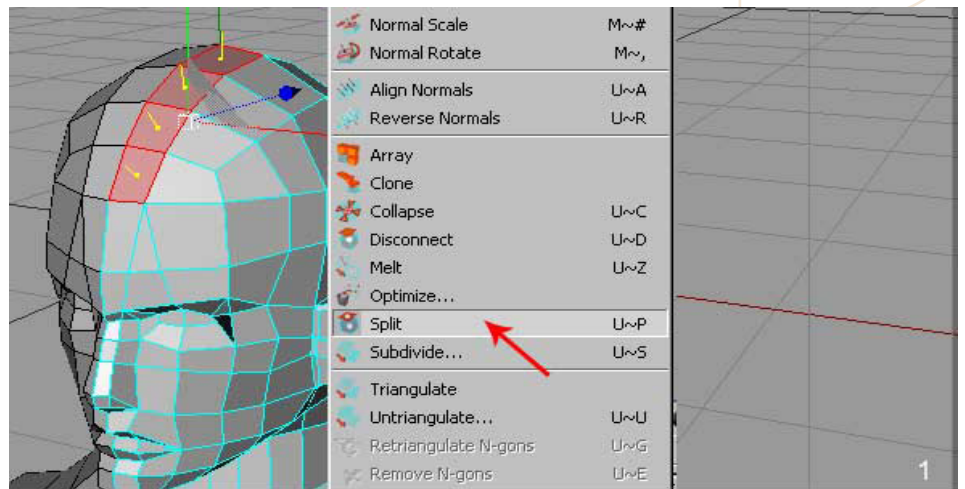 Normal Scale M~#
Normal Rotate M~,
Align Normals U~A
Reverse Normals U~R
Array
Clone
Collapse U~C
Disconnect U~D
Melt U~Z
Optimize...
Split U~P
Subdivide... U~S
Triangulate
Untriangulate... U~U
Retriangulate N-gons U~G
Remove N-gons U~E
1